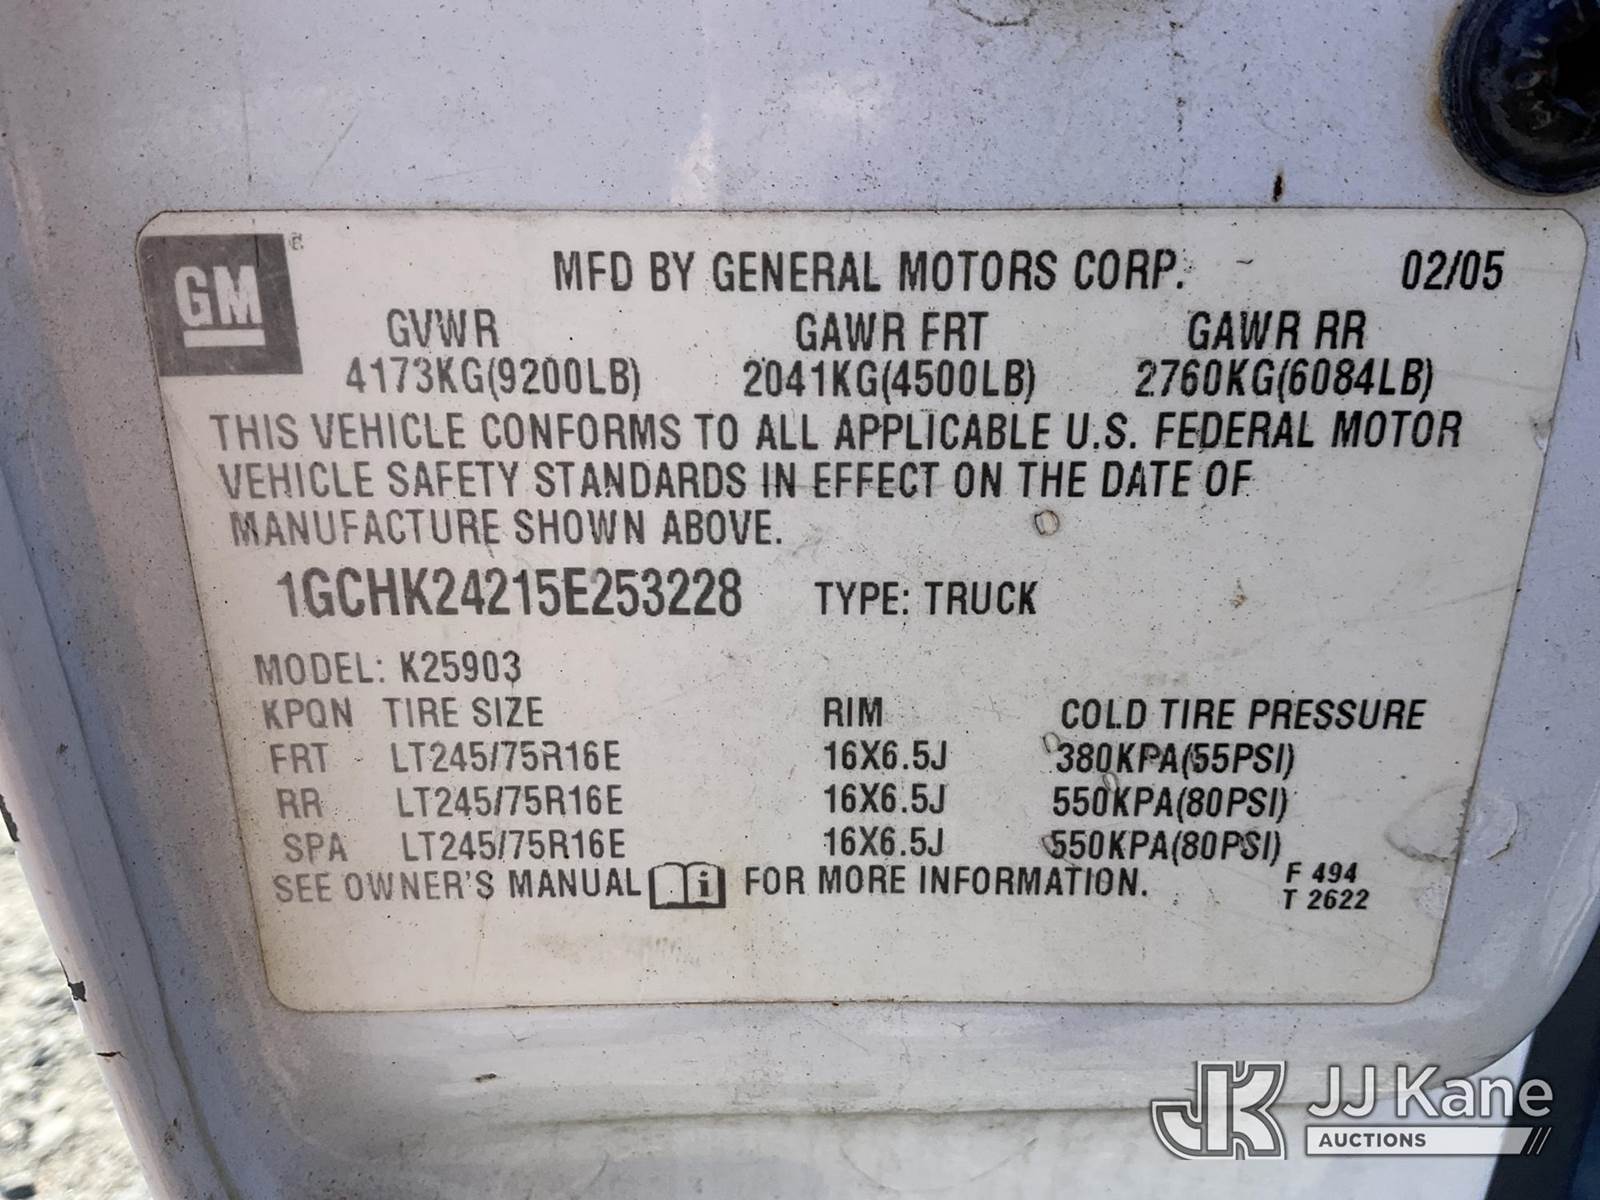 GM
MFD BY GENERAL MOTORS CORP. 02/05
GVWR GAWR FRT GAWR RR
4173KG(9200LB) 2041KG(4500LB) 2760KG(6084LB)
THIS VEHICLE CONFORMS TO ALL APPLICABLE U.S. FEDERAL MOTOR
VEHICLE SAFETY STANDARDS IN EFFECT ON THE DATE OF
MANUFACTURE SHOWN ABOVE.
1GCHK24215E253228 TYPE: TRUCK
MODEL: K25903
KPQN TIRE SIZE RIM COLD TIRE PRESSURE
FRT LT245/75R16E 16X6.5J 380KPA(55PSI)
RR LT245/75R16E 16X6.5J 550KPA(80PSI)
SPA LT245/75R16E 16X6.5J 550KPA(80PSI)
SEE OWNER'S MANUAL i FOR MORE INFORMATION.
F 494
T 2622
JK JJ Kane
AUCTIONS